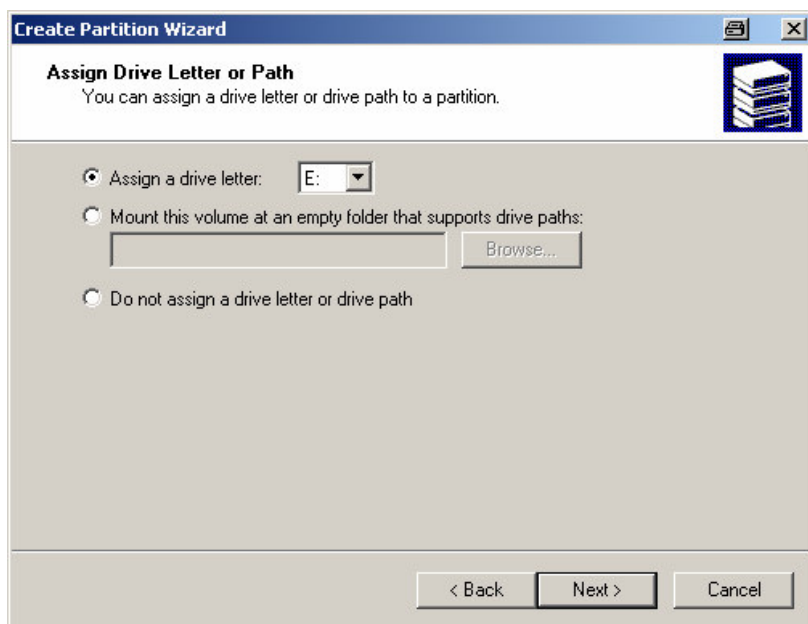 Create Partition Wizard
Assign Drive Letter or Path
You can assign a drive letter or drive path to a partition.
Assign a drive letter: E:
Mount this volume at an empty folder that supports drive paths:
Browse...
Do not assign a drive letter or drive path
< Back Next > Cancel